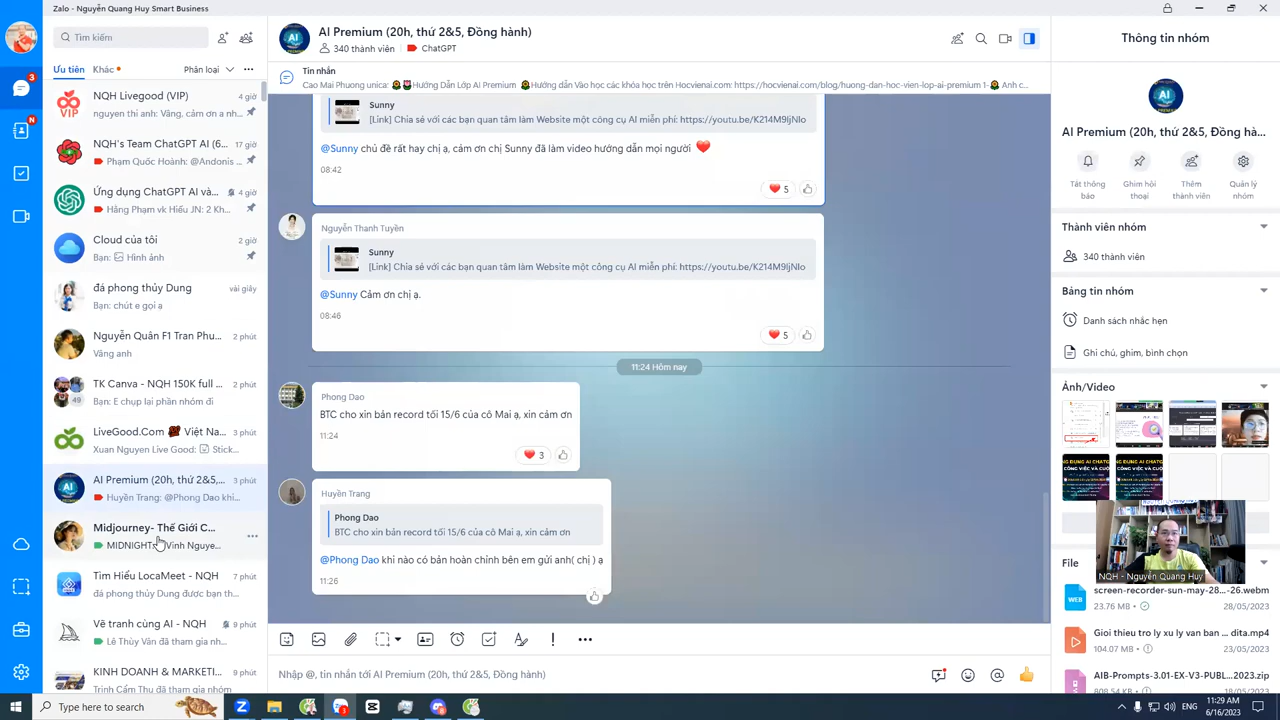 Zalo - Nguyễn Quang Huy Smart Business
Tìm kiếm
Ưu tiên
Khác
Phân loại
NQH Livegood (VIP)
4 giờ
nguyen thi anh: Vâng, cảm ơn a nh...
NQH's Team ChatGPT AI (6...
17 giờ
Phạm Quốc Hoành: @Andonis ...
Ứng dụng ChatGPT AI và...
4 giờ
Hằng Phạm vk Hiếu JN: 2 Kh...
Cloud của tôi
2 giờ
Bạn: Hình ảnh
đá phong thủy Dung
vài giây
Bạn: chút e gọi ạ
Nguyễn Quân F1 Tran Phu...
2 phút
Vâng anh
TK Canva - NQH 150K full ...
2 phút
49
Bạn: E chụp lại phần nhóm đi
LiveGood.Com Việt Na...
3 phút
Xuan Nguyen Live Good: Stick...
AI Premium (20h, thứ 2&5,...
3 phút
Huyền Trang: @Phong Dao khi...
Midjourney- Thế Giới C...
MIDNIGHT: Vinh Nguye...
Tìm Hiểu LocaMeet - NQH
7 phút
đá phong thủy Dung được bạn th...
Vẽ tranh cùng AI - NQH
9 phút
Lê Thùy Vân đã tham gia nh...
KINH DOANH & MARKETI...
10 phút
Trịnh Cẩm Thu đã tham gia nhóm
3
N
AI Premium (20h, thứ 2&5, Đồng hành)
340 thành viên
ChatGPT
Tin nhắn
Cao Mai Phuong unica: Hướng Dẫn Lớp AI Premium Hướng dẫn Vào học các khóa học trên Hocvienai.com: https://hocvienai.com/blog/huong-dan-hoc-vien-lop-ai-premium 1- Anh c...
Sunny
[Link] Chia sẻ với các bạn quan tâm làm Website một công cụ AI miễn phí: https://youtu.be/K214M9IjNIo
@Sunny chủ đề rất hay chị ạ, cảm ơn chị Sunny đã làm video hướng dẫn mọi người
08:42
5
Nguyễn Thanh Tuyền
Sunny
[Link] Chia sẻ với các bạn quan tâm làm Website một công cụ AI miễn phí: https://youtu.be/K214M9IjNIo
@Sunny Cảm ơn chị ạ.
08:46
5
11:24 Hôm nay
Phong Dao
BTC cho xin bản record tối 15/6 của cô Mai ạ, xin cảm ơn
11:24
3
Huyền Trang
Phong Dao
BTC cho xin bản record tối 15/6 của cô Mai ạ, xin cảm ơn
@Phong Dao khi nào có bản hoàn chỉnh bên em gửi anh( chị ) ạ
11:26
Nhập @, tin nhắn tới AI Premium (20h, thứ 2&5, Đồng hành)
Thông tin nhóm
AI Premium (20h, thứ 2&5, Đồng hà...
Tắt thông báo
Ghim hội thoại
Thêm thành viên
Quản lý nhóm
Thành viên nhóm
340 thành viên
Bảng tin nhóm
Danh sách nhắc hẹn
Ghi chú, ghim, bình chọn
Ảnh/Video
NQH - Nguyễn Quang Huy
File
screen-recorder-sun-may-28...-26.webm
23.76 MB
28/05/2023
Gioi thieu tro ly xu ly van ban ... dita.mp4
104.07 MB
23/05/2023
AIB-Prompts-3.01-EX-V3-PUBL...2023.zip
808.50 KB
WEB
Type here to search
ENG
11:29 AM
6/16/2023